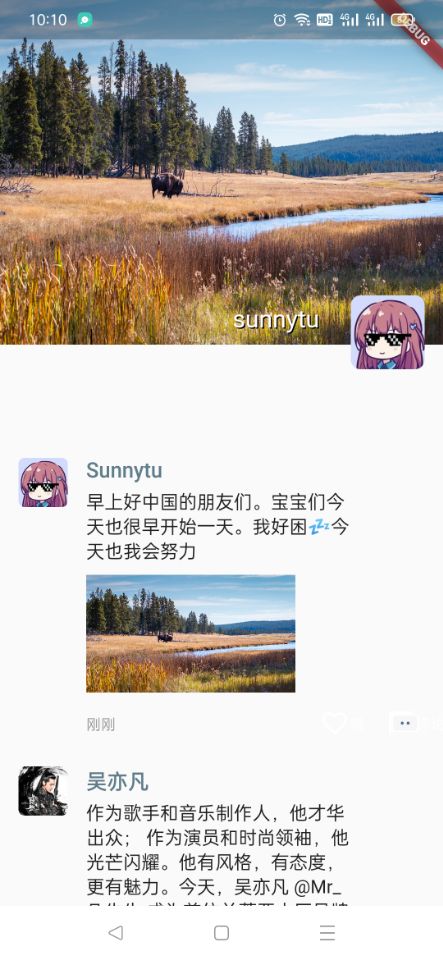 10:10
DEBUG
sunnytu
Sunnytu
早上好中国的朋友们。宝宝们今
天也很早开始一天。我好困💤今
天也我会努力
刚刚
吴亦凡
作为歌手和音乐制作人，他才华
出众； 作为演员和时尚领袖，他
光芒闪耀。他有风格，有态度，
更有魅力。今天，吴亦凡 @Mr_